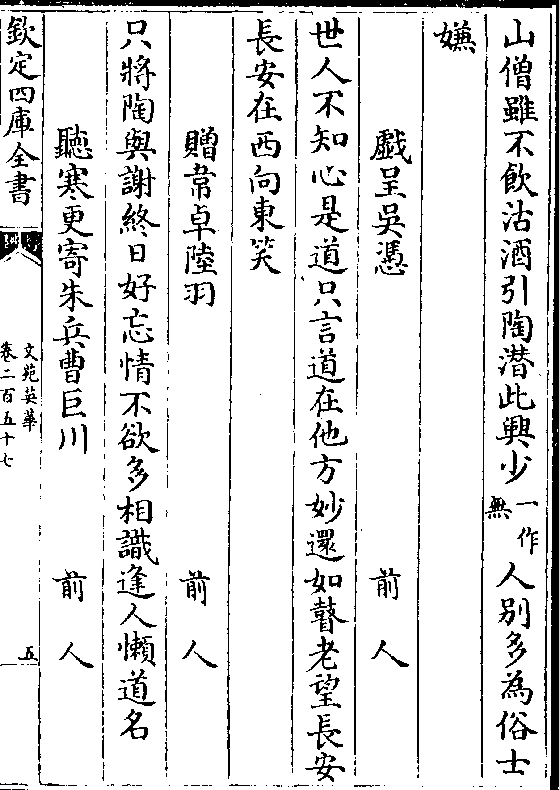 山僧雖不飲沽酒引陶潜此興少一作無人别多為俗士
嫌
戲呈吳憑 前人
世人不知心是道只言道在他方妙還如瞽老望長安
長安在西向東笑
贈韋卓陸羽 前人
只將陶與謝終日好忘情不欲多相識逢人懶道名
聽寒更寄朱兵曹巨川 前人
欽定四庫全書
文苑英華
卷二百五十七
五